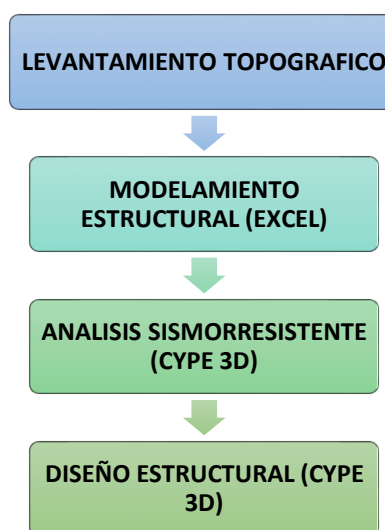 LEVANTAMIENTO TOPOGRAFICO
MODELAMIENTO
ESTRUCTURAL (EXCEL)
ANALISIS SISMORRESISTENTE
(CYPE 3D)
DISEÑO ESTRUCTURAL (CYPE
3D)